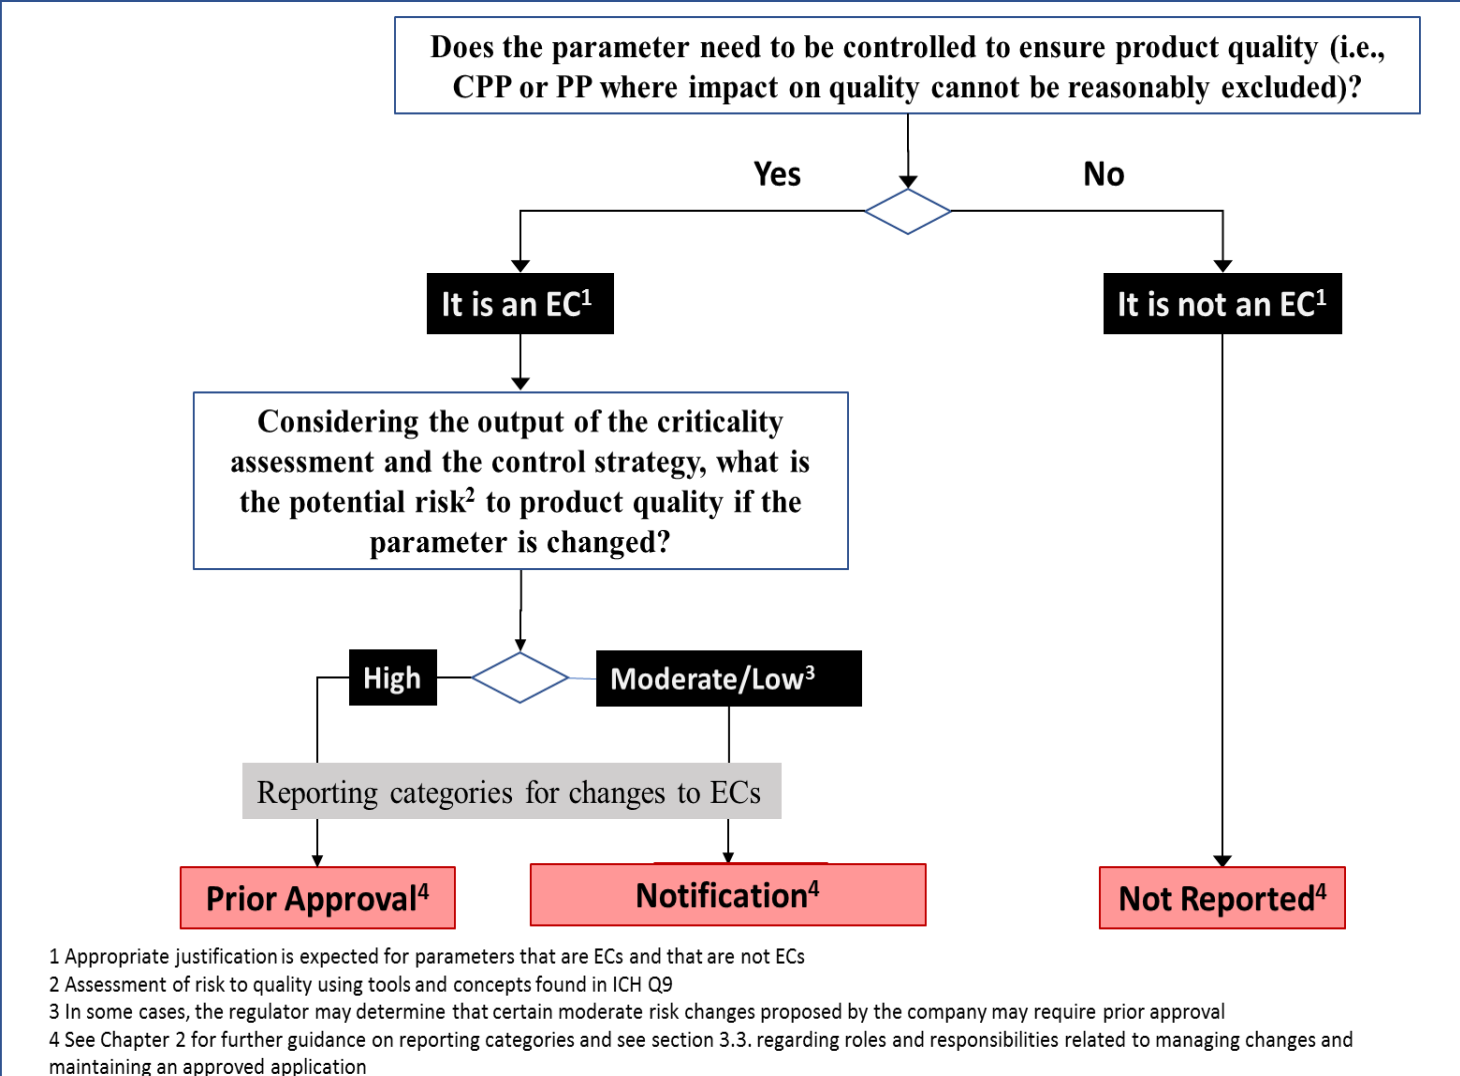 Does the parameter need to be controlled to ensure product quality (i.e.,
CPP or PP where impact on quality cannot be reasonably excluded)?
Yes
No
It is an EC¹
It is not an EC¹
Considering the output of the criticality
assessment and the control strategy, what is
the potential risk² to product quality if the
parameter is changed?
High
Moderate/Low³
Reporting categories for changes to ECs
Prior Approval⁴
Notification⁴
Not Reported⁴
1 Appropriate justification is expected for parameters that are ECs and that are not ECs
2 Assessment of risk to quality using tools and concepts found in ICH Q9
3 In some cases, the regulator may determine that certain moderate risk changes proposed by the company may require prior approval
4 See Chapter 2 for further guidance on reporting categories and see section 3.3. regarding roles and responsibilities related to managing changes and
maintaining an approved application